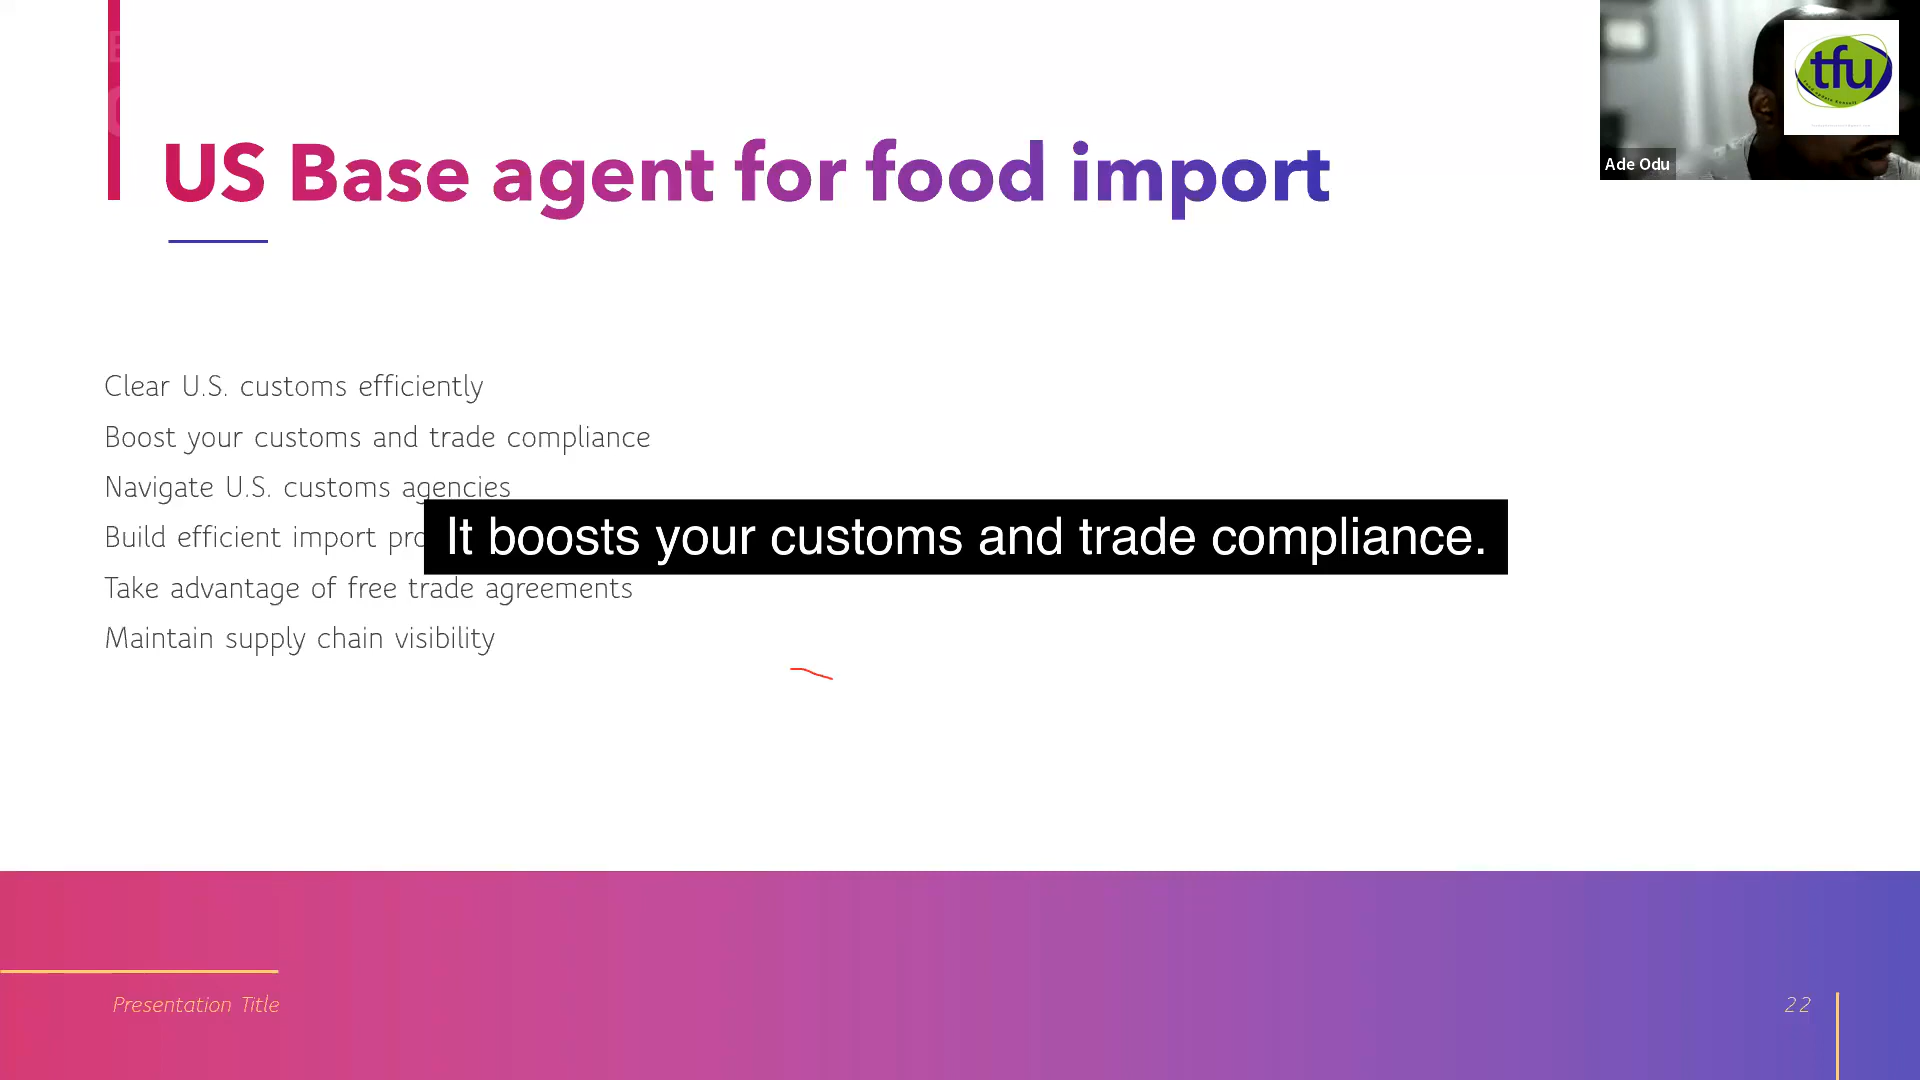 US Base agent for food import
tfu
Ade Odu
Clear U.S. customs efficiently
Boost your customs and trade compliance
Navigate U.S. customs agencies
Build efficient import
It boosts your customs and trade compliance.
Take advantage of free trade agreements
Maintain supply chain visibility
Presentation Title
22